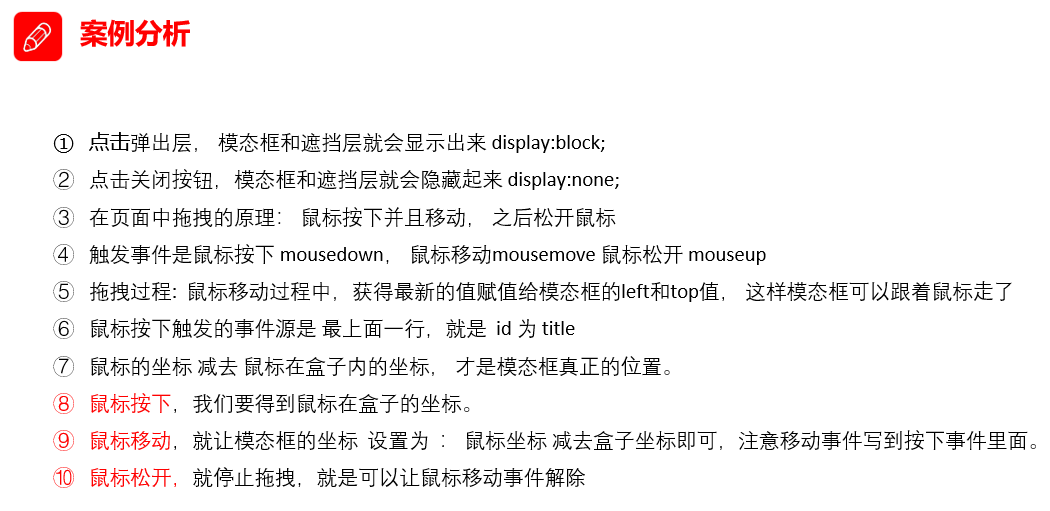 案例分析
① 点击弹出层， 模态框和遮挡层就会显示出来 display:block;
② 点击关闭按钮，模态框和遮挡层就会隐藏起来 display:none;
③ 在页面中拖拽的原理： 鼠标按下并且移动， 之后松开鼠标
④ 触发事件是鼠标按下 mousedown， 鼠标移动mousemove 鼠标松开 mouseup
⑤ 拖拽过程: 鼠标移动过程中，获得最新的值赋值给模态框的left和top值， 这样模态框可以跟着鼠标走了
⑥ 鼠标按下触发的事件源是 最上面一行，就是 id 为 title
⑦ 鼠标的坐标 减去 鼠标在盒子内的坐标， 才是模态框真正的位置。
⑧ 鼠标按下，我们要得到鼠标在盒子的坐标。
⑨ 鼠标移动，就让模态框的坐标 设置为 ： 鼠标坐标 减去盒子坐标即可，注意移动事件写到按下事件里面。
⑩ 鼠标松开，就停止拖拽，就是可以让鼠标移动事件解除